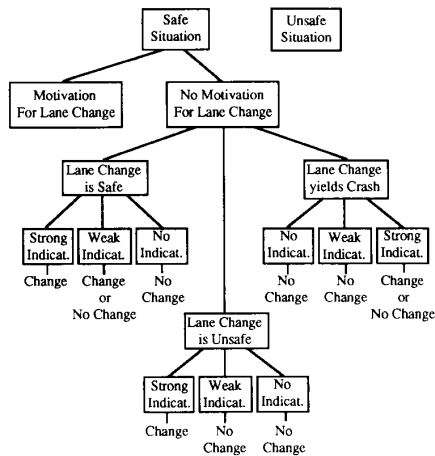 Safe
Situation
Unsafe
Situation
Motivation
For Lane Change
No Motivation
For Lane Change
Lane Change
is Safe
Lane Change
yields Crash
Strong
Indicat.
Weak
Indicat.
No
Indicat.
No
Indicat.
Weak
Indicat.
Strong
Indicat.
Change
Change
or
No Change
No
Change
No
Change
No
Change
Change
or
No Change
Lane Change
is Unsafe
Strong
Indicat.
Weak
Indicat.
No
Indicat.
Change
No
Change
No
Change